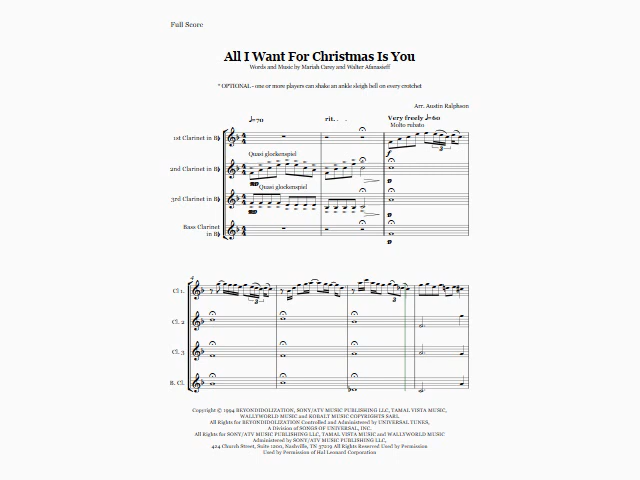 Full Score
All I Want For Christmas Is You
Words and Music by Mariah Carey and Walter Afanasieff
* OPTIONAL - one or more players can shake an ankle sleigh bell on every crotchet
Arr. Austin Ralphson
♩=70 rit. . . Very freely ♩=60
Molto rubato
1st Clarinet in B♭
Quasi glockenspiel
2nd Clarinet in B♭
Quasi glockenspiel
3rd Clarinet in B♭
Bass Clarinet
in B♭
4
Cl 1.
Cl. 2
Cl. 3
B. Cl.
Copyright © 1994 BEYONDIDOLIZATION, SONY/ATV MUSIC PUBLISHING LLC, TAMAL VISTA MUSIC,
WALLYWORLD MUSIC and KOBALT MUSIC COPYRIGHTS SARL
All Rights for BEYONDIDOLIZATION Controlled and Administered by UNIVERSAL TUNES,
A Division of SONGS OF UNIVERSAL, INC.
All Rights for SONY/ATV MUSIC PUBLISHING LLC, TAMAL VISTA MUSIC and WALLYWORLD MUSIC
Administered by SONY/ATV MUSIC PUBLISHING LLC,
424 Church Street, Suite 1200, Nashville, TN 37219 All Rights Reserved Used by Permission
Used by Permission of Hal Leonard Corporation